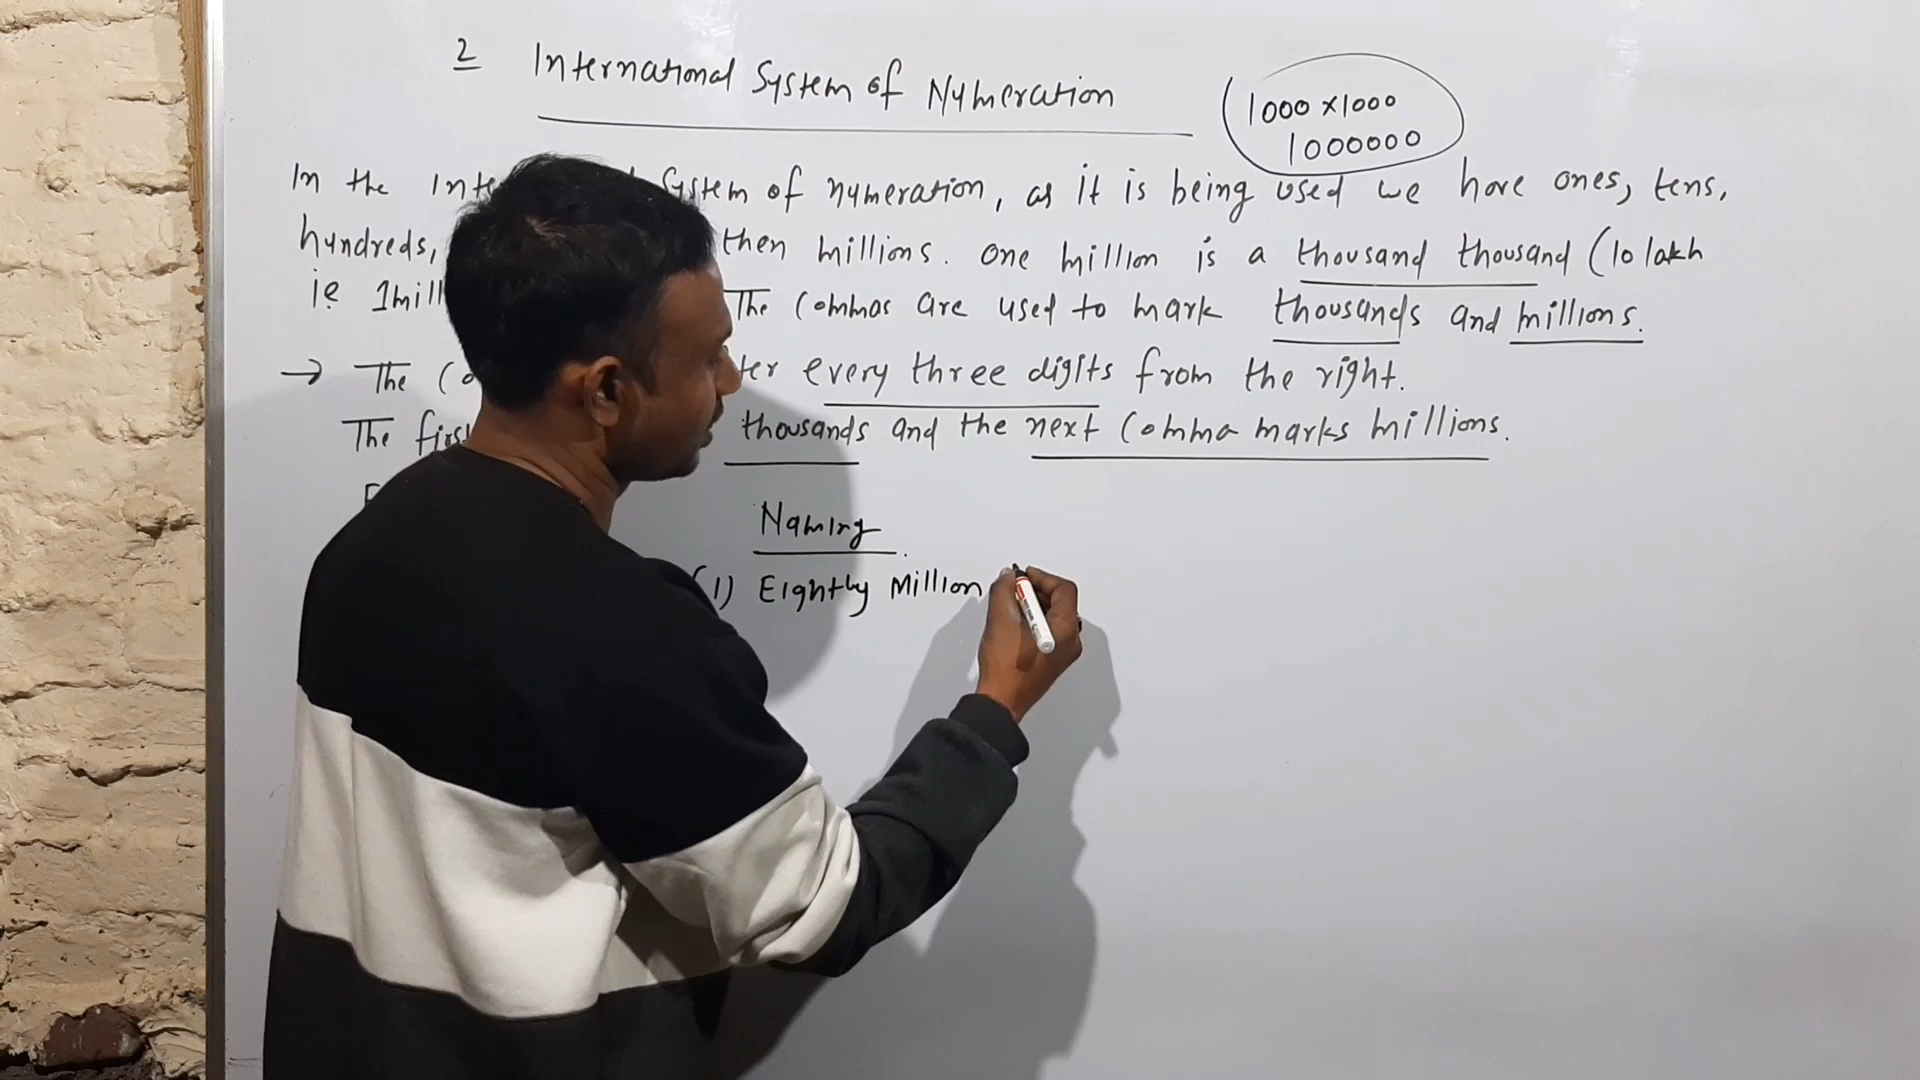 2 International System of Numeration
1000 x 1000
1000000
In the System of numeration, as it is being used we have ones, tens,
hundreds, then millions. One million is a thousand thousand (10 lakh
ie 1mill The Commas are used to mark thousands and millions.
→ The every three digits from the right.
The first thousands and the next Comma marks millions.
Naming
(1) Eightly Million